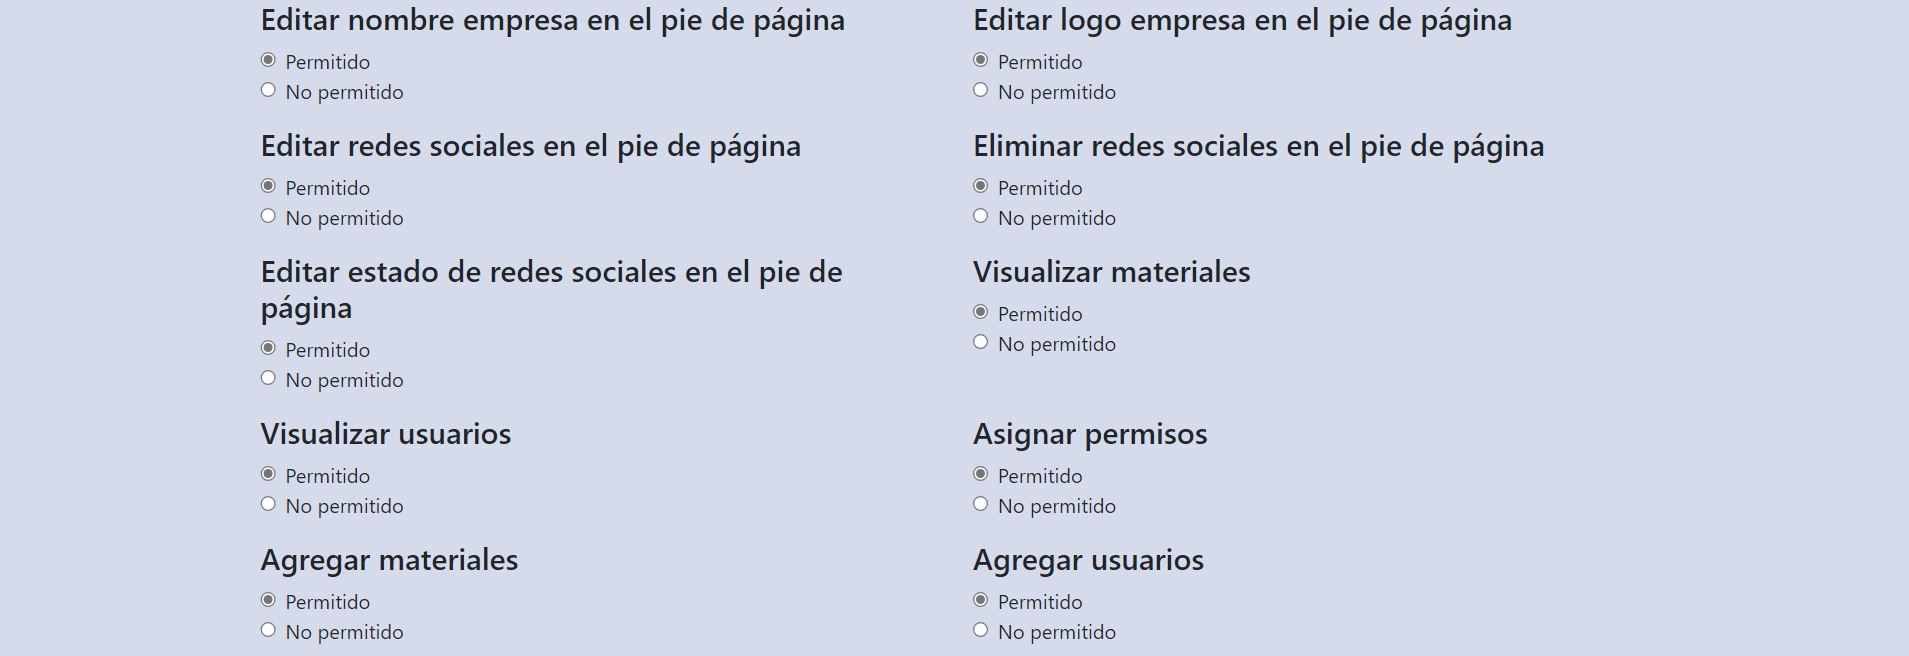 Editar nombre empresa en el pie de página
Permitido
No permitido
Editar logo empresa en el pie de página
Permitido
No permitido
Editar redes sociales en el pie de página
Permitido
No permitido
Eliminar redes sociales en el pie de página
Permitido
No permitido
Editar estado de redes sociales en el pie de
página
Permitido
No permitido
Visualizar materiales
Permitido
No permitido
Visualizar usuarios
Permitido
No permitido
Asignar permisos
Permitido
No permitido
Agregar materiales
Permitido
No permitido
Agregar usuarios
Permitido
No permitido